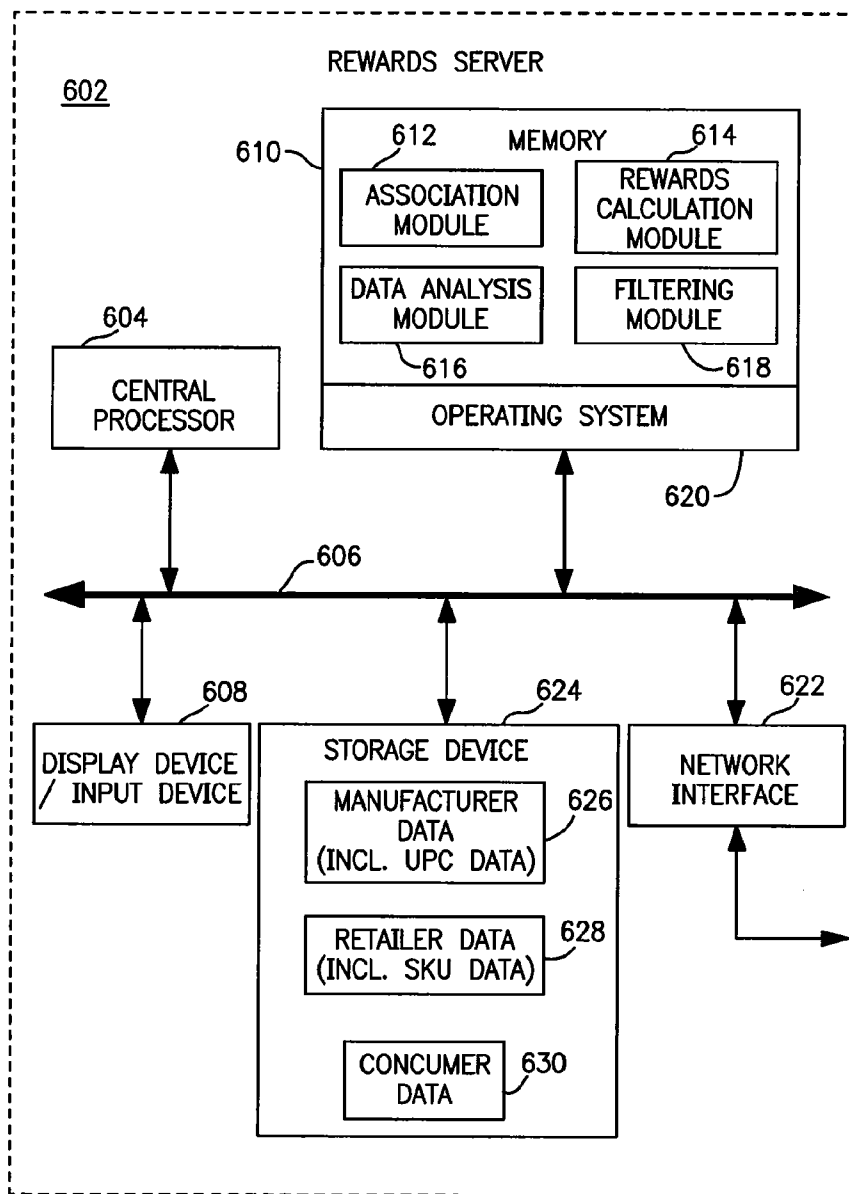 REWARDS SERVER
602
610
MEMORY
612
614
ASSOCIATION
MODULE
REWARDS
CALCULATION
MODULE
DATA ANALYSIS
MODULE
FILTERING
MODULE
616
618
604
CENTRAL
PROCESSOR
OPERATING SYSTEM
620
606
608
DISPLAY DEVICE
/ INPUT DEVICE
624
STORAGE DEVICE
MANUFACTURER
DATA
(INCL. UPC DATA)
626
RETAILER DATA
(INCL. SKU DATA)
628
CONCUMER
DATA
630
622
NETWORK
INTERFACE